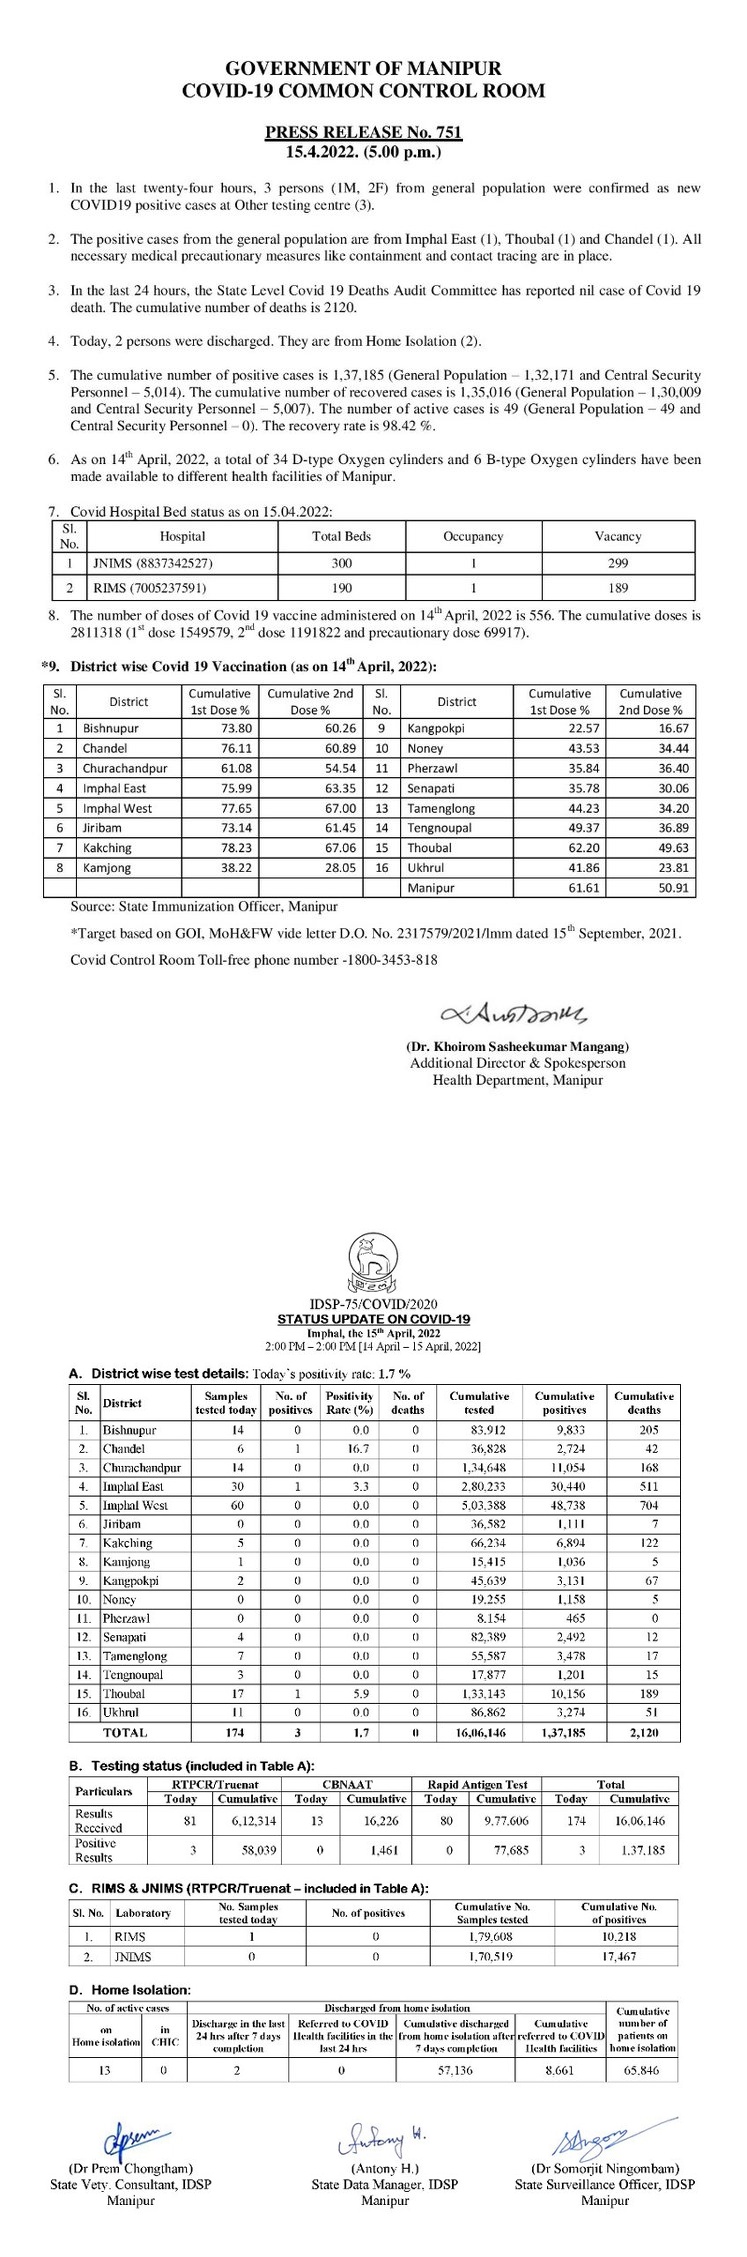 GOVERNMENT OF MANIPUR
COVID-19 COMMON CONTROL ROOM
PRESS RELEASE No. 751
15.4.2022. (5.00 p.m.)
1. In the last twenty-four hours, 3 persons (1M, 2F) from general population were confirmed as new
COVID19 positive cases at Other testing centre (3).
2. The positive cases from the general population are from Imphal East (1), Thoubal (1) and Chandel (1). All
necessary medical precautionary measures like containment and contact tracing are in place.
3. In the last 24 hours, the State Level Covid 19 Deaths Audit Committee has reported nil case of Covid 19
death. The cumulative number of deaths is 2120.
4. Today, 2 persons were discharged. They are from Home Isolation (2).
5. The cumulative number of positive cases is 1,37,185 (General Population – 1,32,171 and Central Security
Personnel – 5,014). The cumulative number of recovered cases is 1,35,016 (General Population – 1,30,009
and Central Security Personnel – 5,007). The number of active cases is 49 (General Population – 49 and
Central Security Personnel – 0). The recovery rate is 98.42 %.
6. As on 14th April, 2022, a total of 34 D-type Oxygen cylinders and 6 B-type Oxygen cylinders have been
made available to different health facilities of Manipur.
7. Covid Hospital Bed status as on 15.04.2022:
Sl. No. Hospital Total Beds Occupancy Vacancy
1 JNIMS (8837342527) 300 1 299
2 RIMS (7005237591) 190 1 189
8. The number of doses of Covid 19 vaccine administered on 14th April, 2022 is 556. The cumulative doses is
2811318 (1st dose 1549579, 2nd dose 1191822 and precautionary dose 69917).
*9. District wise Covid 19 Vaccination (as on 14th April, 2022):
Sl. No. District Cumulative 1st Dose % Cumulative 2nd Dose % Sl. No. District Cumulative 1st Dose % Cumulative 2nd Dose %
1 Bishnupur 73.80 60.26 9 Kangpokpi 22.57 16.67
2 Chandel 76.11 60.89 10 Noney 43.53 34.44
3 Churachandpur 61.08 54.54 11 Pherzawl 35.84 36.40
4 Imphal East 75.99 63.35 12 Senapati 35.78 30.06
5 Imphal West 77.65 67.00 13 Tamenglong 44.23 34.20
6 Jiribam 73.14 61.45 14 Tengnoupal 49.37 36.89
7 Kakching 78.23 67.06 15 Thoubal 62.20 49.63
8 Kamjong 38.22 28.05 16 Ukhrul 41.86 23.81
Manipur 61.61 50.91
Source: State Immunization Officer, Manipur
*Target based on GOI, MoH&FW vide letter D.O. No. 2317579/2021/Imm dated 15th September, 2021.
Covid Control Room Toll-free phone number -1800-3453-818
(Dr. Khoirom Sasheekumar Mangang)
Additional Director & Spokesperson
Health Department, Manipur
IDSP-75/COVID/2020
STATUS UPDATE ON COVID-19
Imphal, the 15th April, 2022
2:00 PM – 2:00 PM [14 April – 15 April, 2022]
A. District wise test details: Today's positivity rate: 1.7 %
Sl. No. District Samples tested today No. of positives Positivity Rate (%) No. of deaths Cumulative tested Cumulative positives Cumulative deaths
1. Bishnupur 14 0 0.0 0 83,912 9,833 205
2. Chandel 6 1 16.7 0 36,828 2,724 42
3. Churachandpur 14 0 0.0 0 1,34,648 11,054 168
4. Imphal East 30 1 3.3 0 2,80,233 30,440 511
5. Imphal West 60 0 0.0 0 5,03,388 48,738 704
6. Jiribam 0 0 0.0 0 36,582 1,111 7
7. Kakching 5 0 0.0 0 66,234 6,894 122
8. Kamjong 1 0 0.0 0 15,415 1,036 5
9. Kangpokpi 2 0 0.0 0 45,639 3,131 67
10. Noney 0 0 0.0 0 19,255 1,158 5
11. Pherzawl 0 0 0.0 0 8,154 465 0
12. Senapati 4 0 0.0 0 82,389 2,492 12
13. Tamenglong 7 0 0.0 0 55,587 3,478 17
14. Tengnoupal 3 0 0.0 0 17,877 1,201 15
15. Thoubal 17 1 5.9 0 1,33,143 10,156 189
16. Ukhrul 11 0 0.0 0 86,862 3,274 51
TOTAL 174 3 1.7 0 16,06,146 1,37,185 2,120
B. Testing status (included in Table A):
Particulars RTPCR/Truenat CBNAAT Rapid Antigen Test Total
Today Cumulative Today Cumulative Today Cumulative Today Cumulative
Results Received 81 6,12,314 13 16,226 80 9,77,606 174 16,06,146
Positive Results 3 58,039 0 1,461 0 77,685 3 1,37,185
C. RIMS & JNIMS (RTPCR/Truenat – included in Table A):
Sl. No. Laboratory No. Samples tested today No. of positives Cumulative No. Samples tested Cumulative No. of positives
1. RIMS 1 0 1,79,608 10,218
2. JNIMS 0 0 1,70,519 17,467
D. Home Isolation:
No. of active cases Discharged from home isolation Cumulative number of patients on home isolation
on Home isolation in CHIC Discharge in the last 24 hrs after 7 days completion Referred to COVID Health facilities in the last 24 hrs Cumulative discharged from home isolation after 7 days completion Cumulative referred to COVID Health facilities
13 0 2 0 57,136 8,661 65,846
Antony H.
(Dr Prem Chongtham) (Antony H.) (Dr Somorjit Ningombam)
State Vety. Consultant, IDSP State Data Manager, IDSP State Surveillance Officer, IDSP
Manipur Manipur Manipur